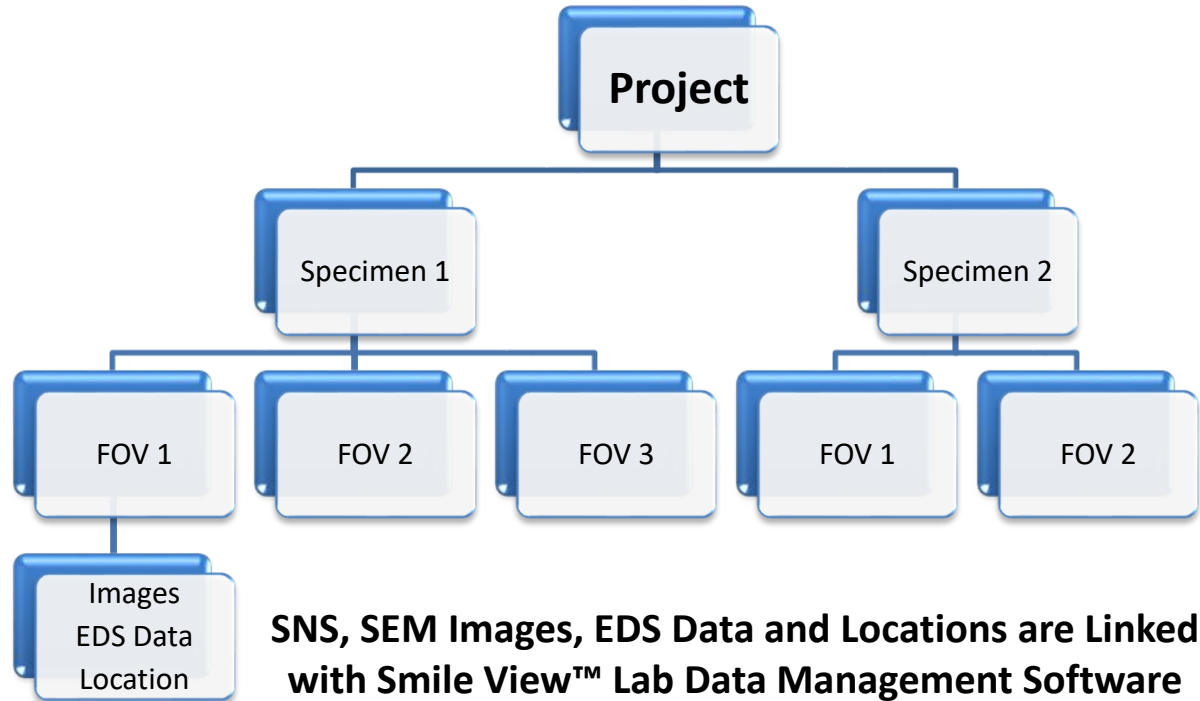 Project
Specimen 1
Specimen 2
FOV 1
FOV 2
FOV 3
FOV 1
FOV 2
Images
EDS Data
Location
SNS, SEM Images, EDS Data and Locations are Linked
with Smile View™ Lab Data Management Software